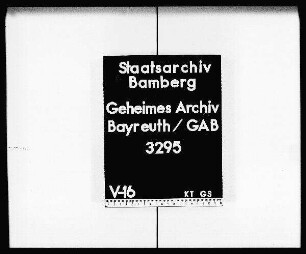 Staatsarchiv
Bamberg
Geheimes Archiv
Bayreuth / GAB
3295
V-16 KT GS